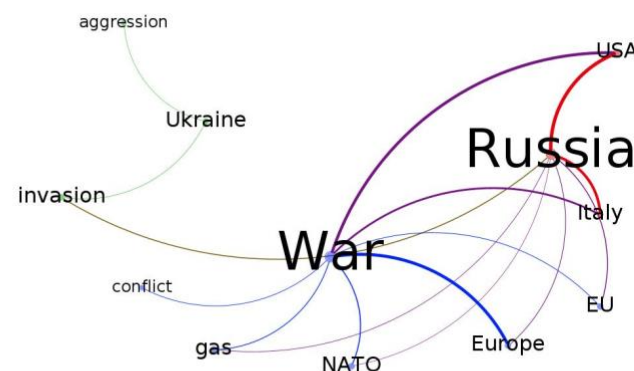 aggression
USA
Ukraine
Russia
invasion
Italy
War
conflict
EU
gas
Europe
NATO